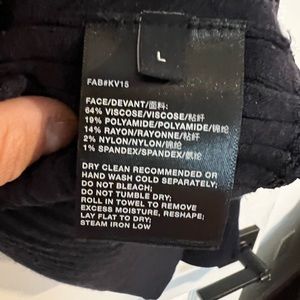 L
FAB#KV15
FACE/DEVANT/面料:
64% VISCOSE/VISCOSE/粘纤
19% POLYAMIDE/POLYAMIDE/锦纶
14% RAYON/RAYONNE/粘纤
2% NYLON/NYLON/锦纶
1% SPANDEX/SPANDEX/氨纶
DRY CLEAN RECOMMENDED OR
HAND WASH COLD SEPARATELY;
DO NOT BLEACH;
DO NOT TUMBLE DRY;
ROLL IN TOWEL TO REMOVE
EXCESS MOISTURE, RESHAPE;
LAY FLAT TO DRY;
STEAM IRON LOW